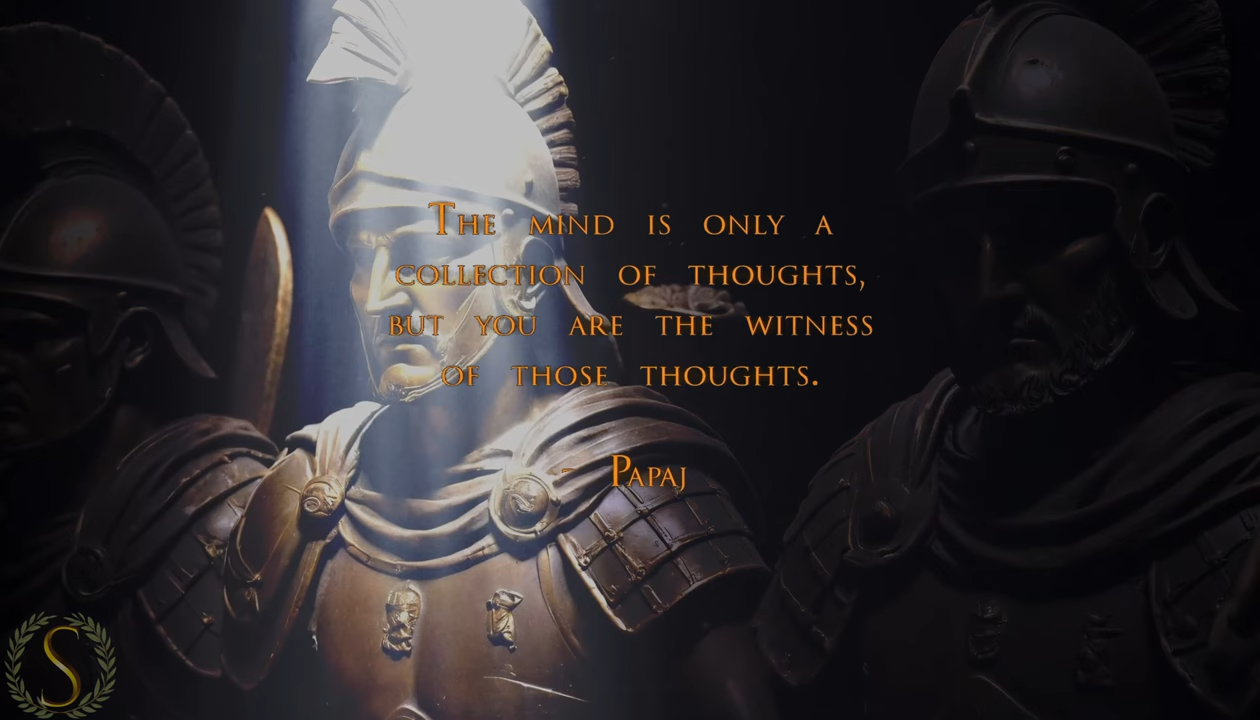 The mind is only a
collection of thoughts,
but you are the witness
of those thoughts.
~ Papaj
S